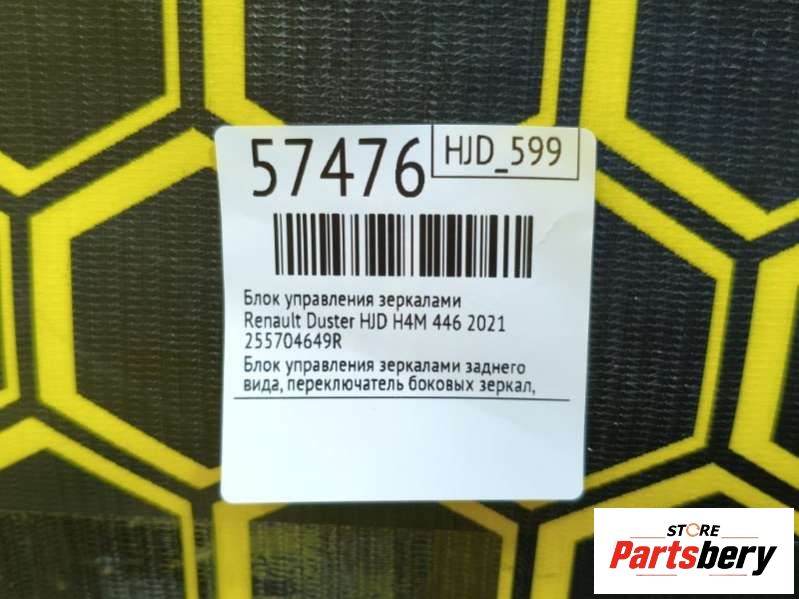 57476
HJD_599
Блок управления зеркалами
Renault Duster HJD H4M 446 2021
255704649R
Блок управления зеркалами заднего
вида, переключатель боковых зеркал,
STORE
Partsbery